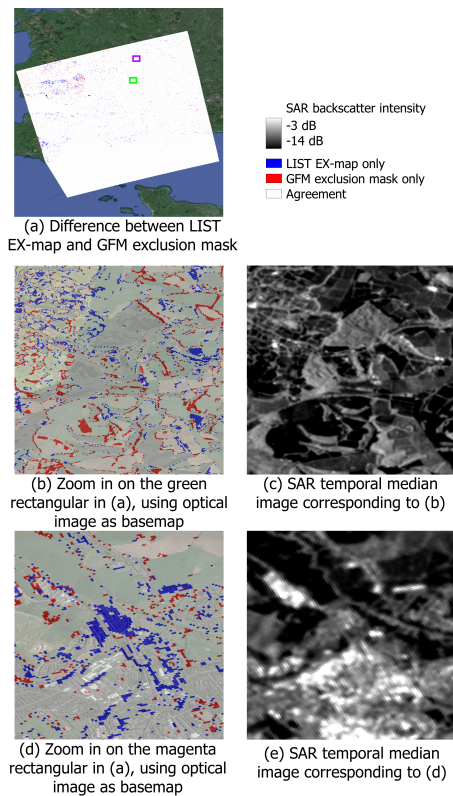 SAR backscatter intensity
-3 dB
-14 dB
LIST EX-map only
GFM exclusion mask only
Agreement
(a) Difference between LIST
EX-map and GFM exclusion mask
(b) Zoom in on the green
rectangular in (a), using optical
image as basemap
(c) SAR temporal median
image corresponding to (b)
(d) Zoom in on the magenta
rectangular in (a), using optical
image as basemap
(e) SAR temporal median
image corresponding to (d)